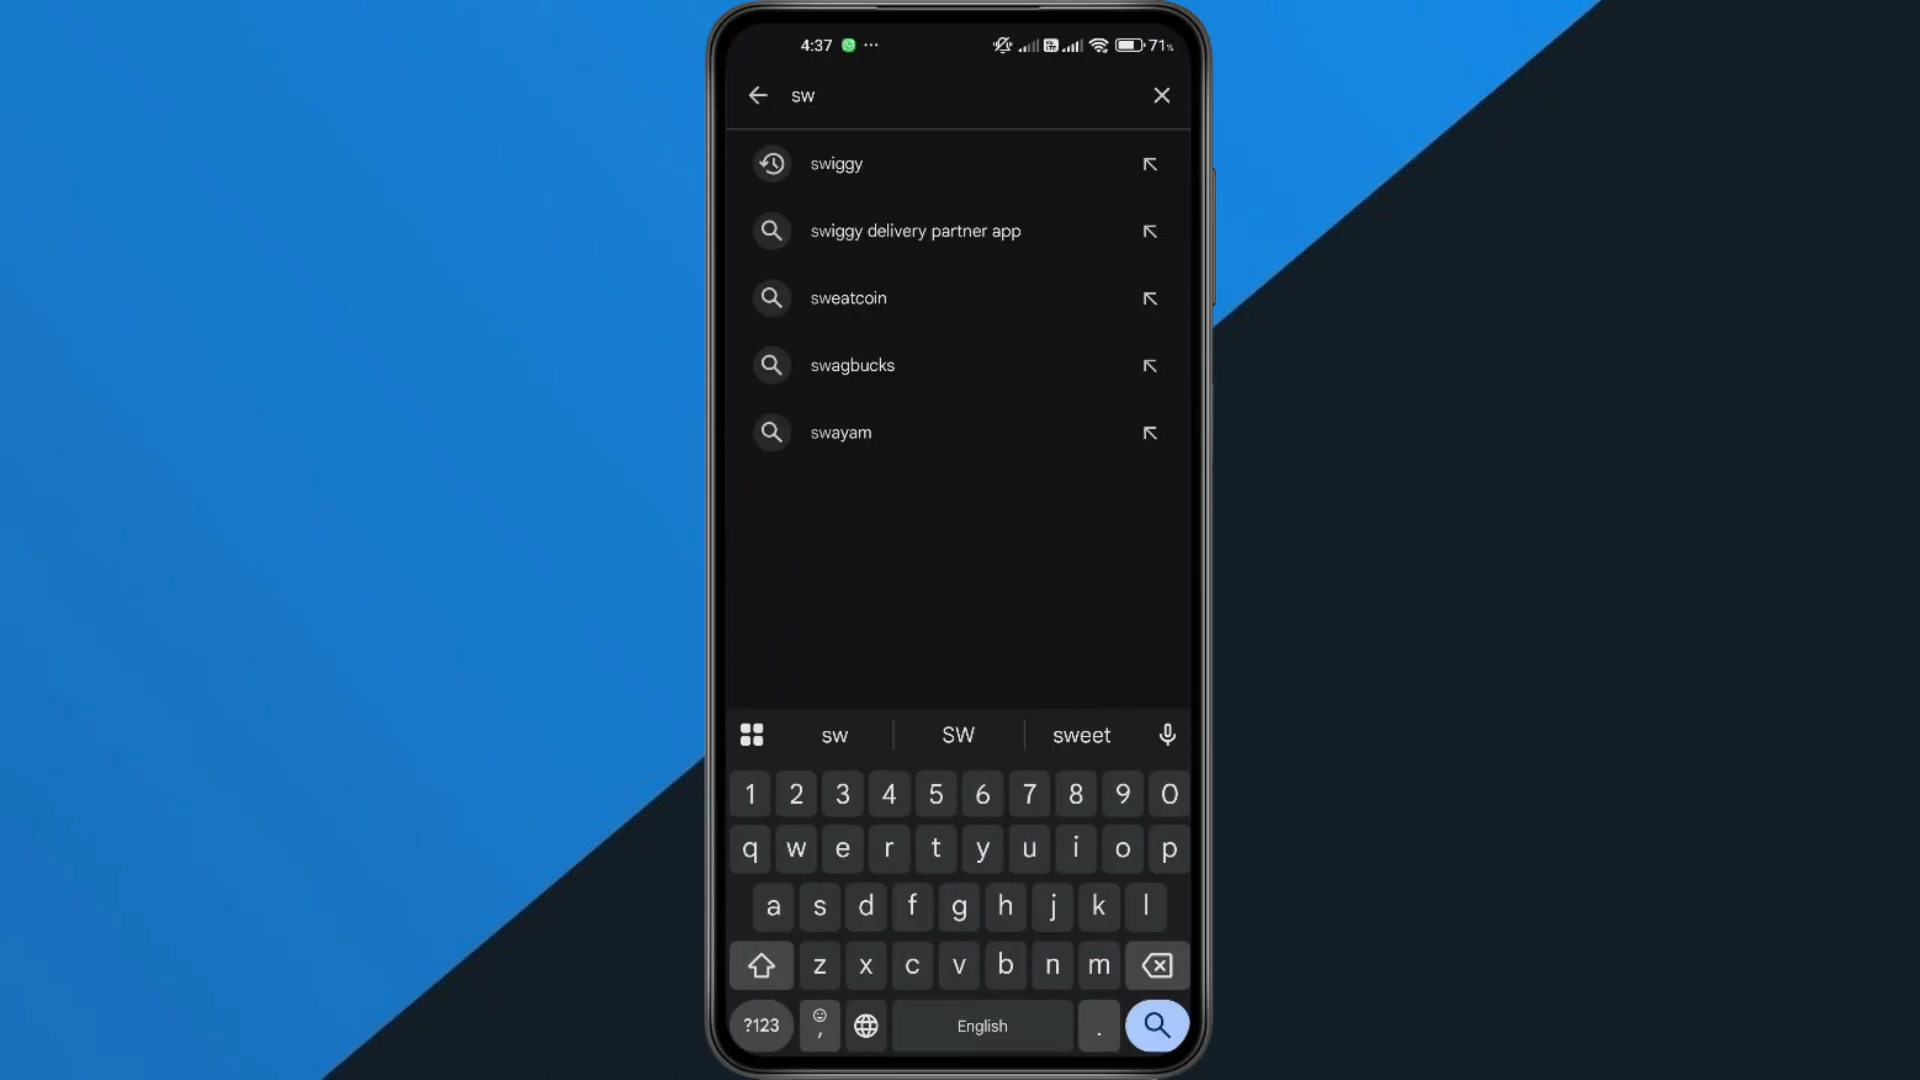 4:37 ... 71%
sw
swiggy
swiggy delivery partner app
sweatcoin
swagbucks
swayam
sw SW sweet
1 2 3 4 5 6 7 8 9 0
q w e r t y u i o p
a s d f g h j k l
z x c v b n m
?123 , English .